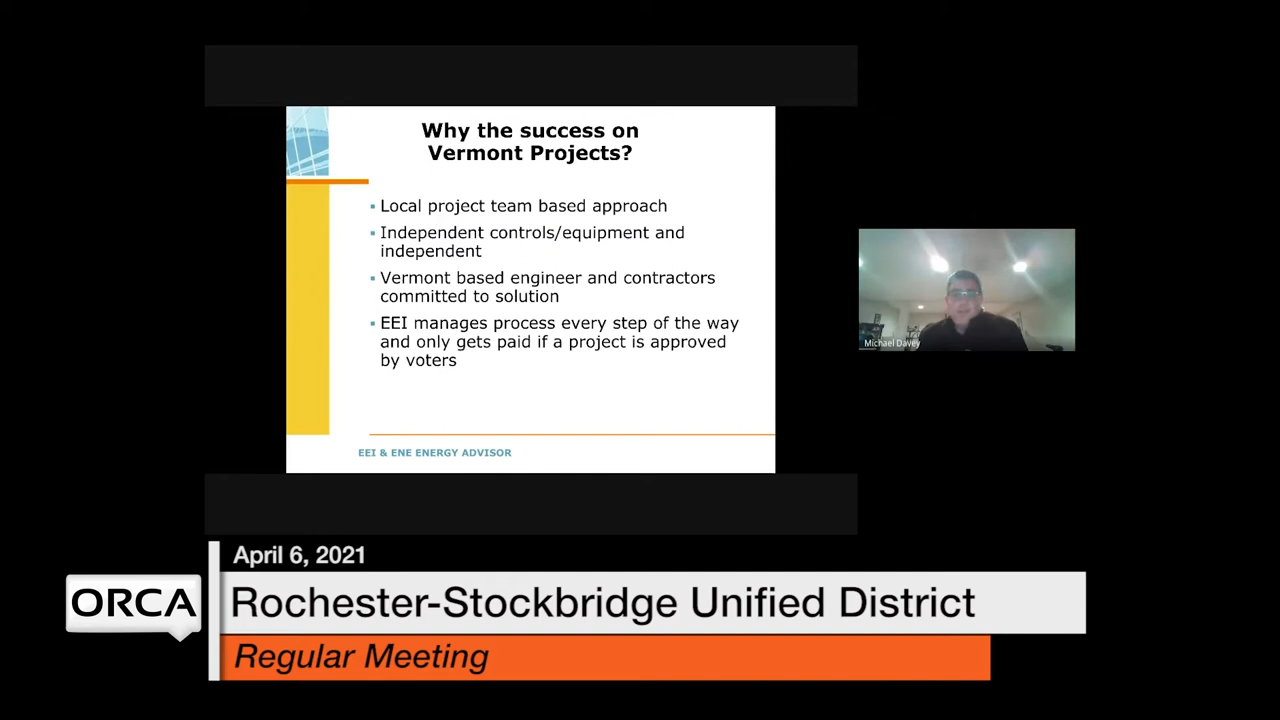 Why the success on
Vermont Projects?
Local project team based approach
Independent controls/equipment and
independent
Vermont based engineer and contractors
committed to solution
EEI manages process every step of the way
and only gets paid if a project is approved
by voters
EEI & ENE ENERGY ADVISOR
Michael Davey
April 6, 2021
ORCA
Rochester-Stockbridge Unified District
Regular Meeting